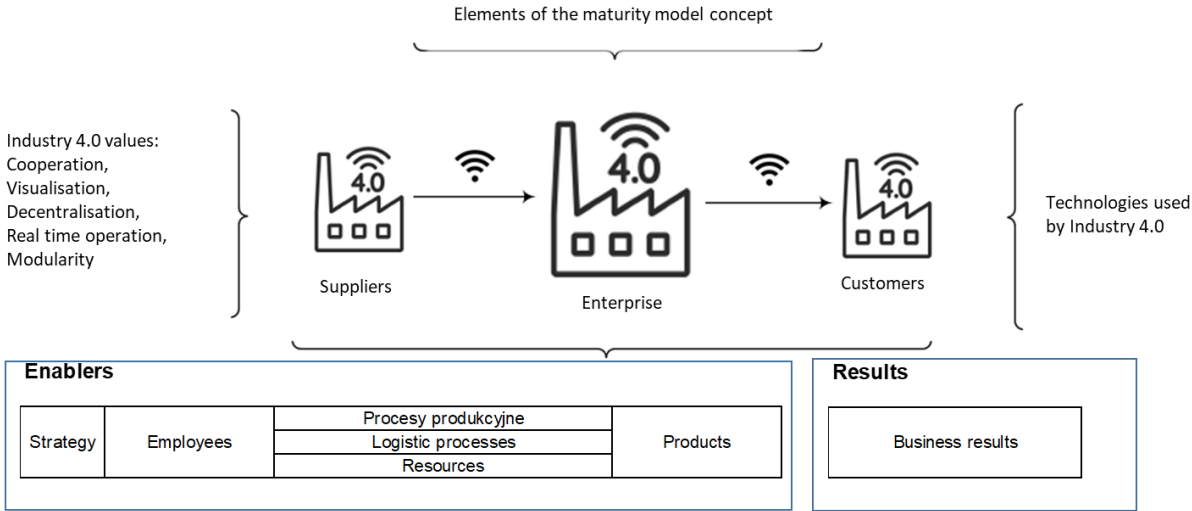 Elements of the maturity model concept
Industry 4.0 values:
Cooperation,
Visualisation,
Decentralisation,
Real time operation,
Modularity
4.0
4.0
4.0
Suppliers
Enterprise
Customers
Technologies used
by Industry 4.0
Enablers
Strategy
Employees
Procesy produkcyjne
Logistic processes
Resources
Products
Results
Business results